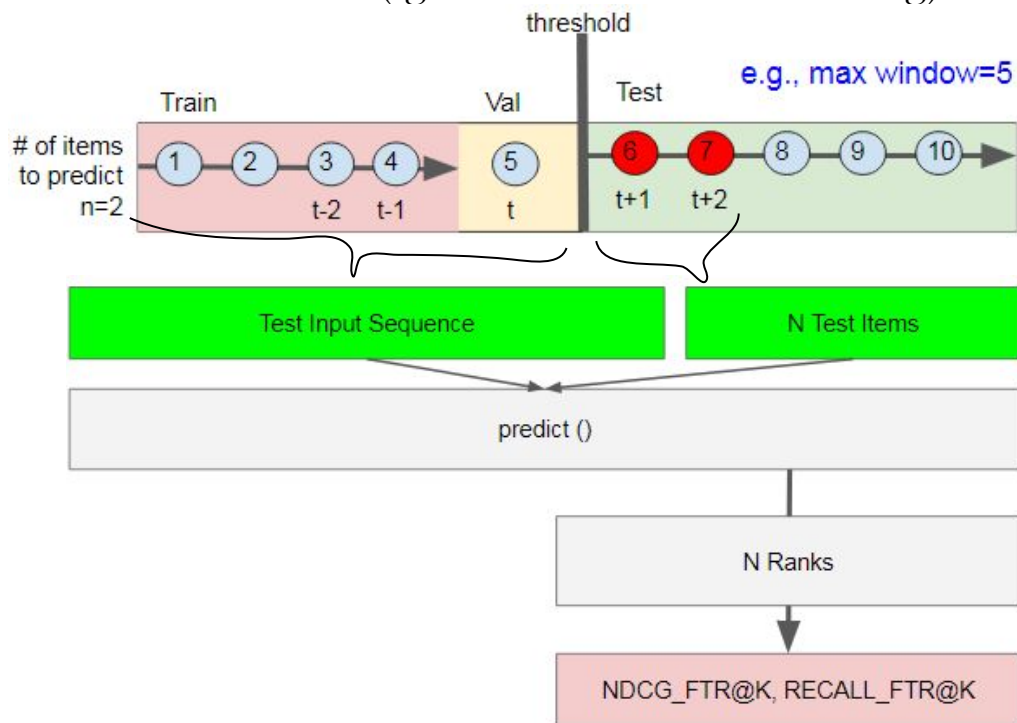 threshold
e.g., max window=5
Train
Val
Test
# of items
to predict
n=2
1 2 3 4 5 6 7 8 9 10
t-2 t-1 t t+1 t+2
Test Input Sequence
N Test Items
predict ()
N Ranks
NDCG_FTR@K, RECALL_FTR@K